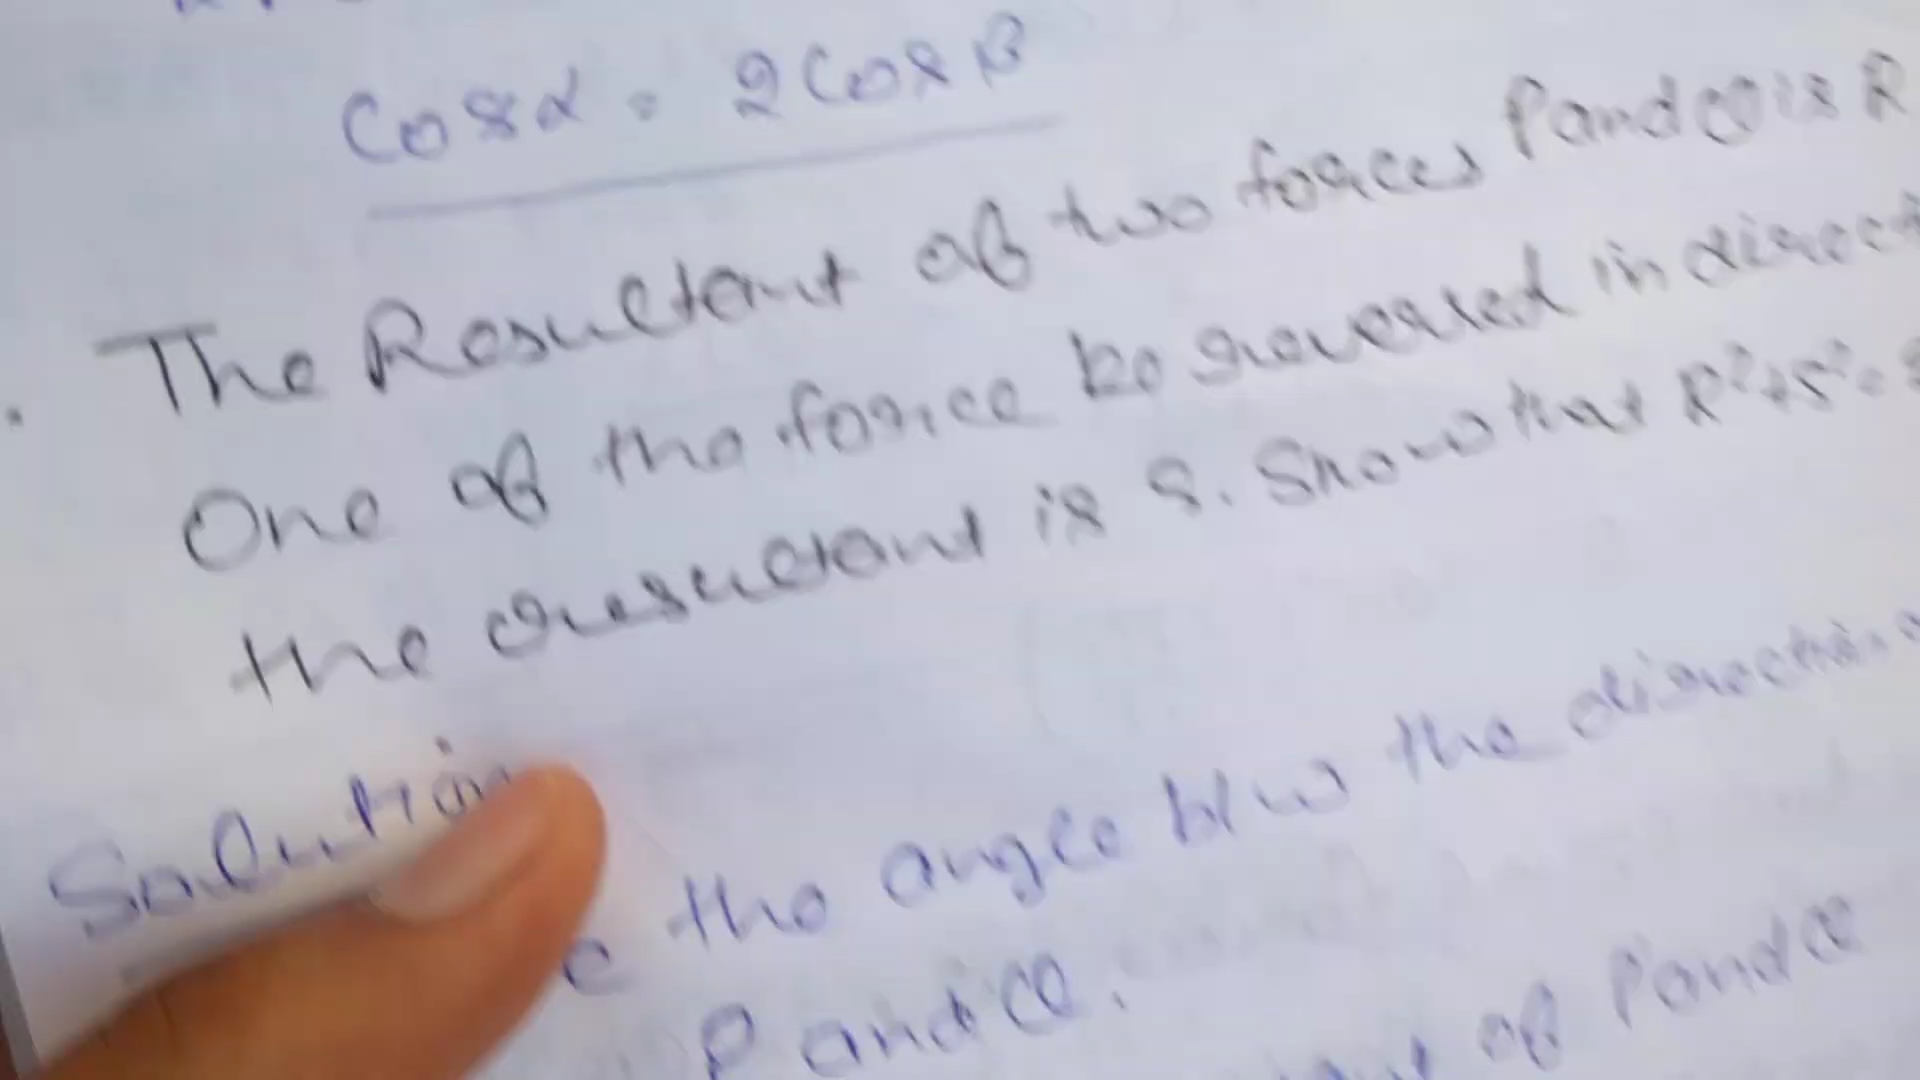 Cosα = 2Cosβ
The Resultant of two forces P and Q is R
One of the force be reversed in direct
the resultant is S. Show that R²+S² =
Solution
the angle b/w the direction
P and Q.
of P and Q